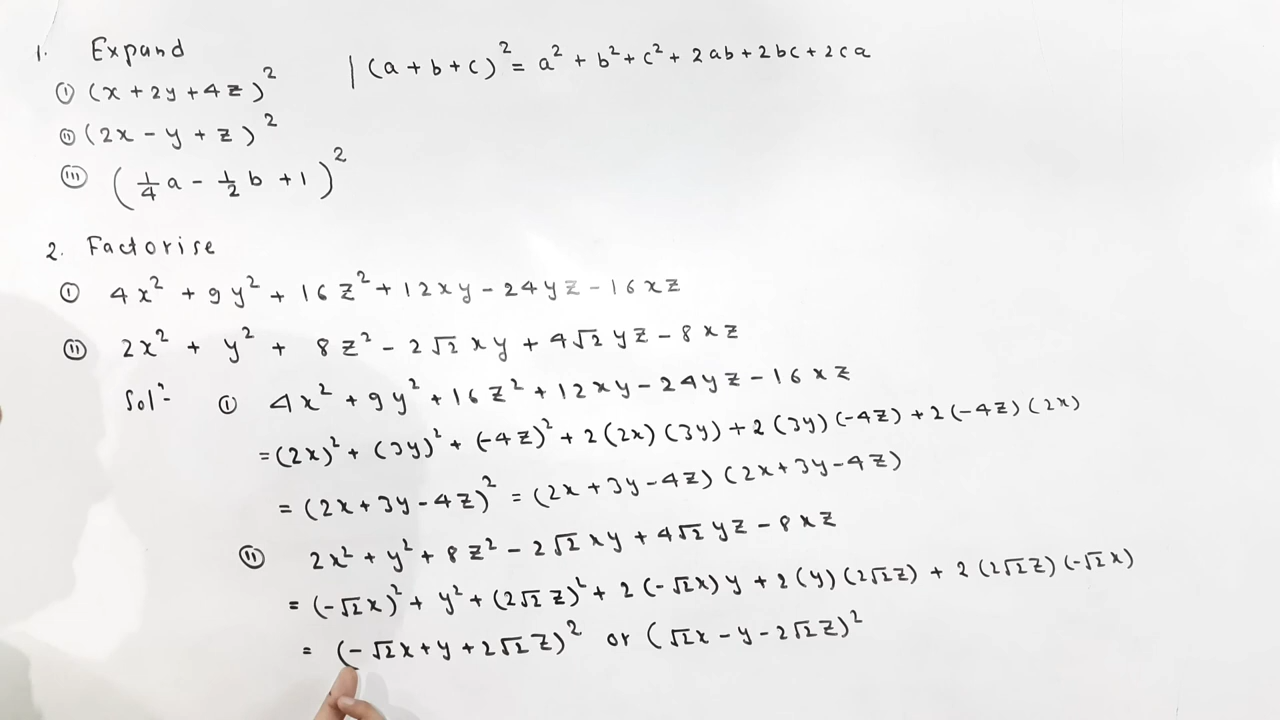 1. Expand | (a + b + c)² = a² + b² + c² + 2ab + 2bc + 2ca
(i) (x + 2y + 4z)²
(ii) (2x - y + z)²
(iii) (1/4 a - 1/2 b + 1)²
2. Factorise
(i) 4x² + 9y² + 16z² + 12xy - 24yz - 16xz
(ii) 2x² + y² + 8z² - 2√2 xy + 4√2 yz - 8xz
Solⁿ:- (i) 4x² + 9y² + 16z² + 12xy - 24yz - 16xz
= (2x)² + (3y)² + (-4z)² + 2(2x)(3y) + 2(3y)(-4z) + 2(-4z)(2x)
= (2x + 3y - 4z)² = (2x + 3y - 4z)(2x + 3y - 4z)
(ii) 2x² + y² + 8z² - 2√2 xy + 4√2 yz - 8xz
= (-√2x)² + y² + (2√2 z)² + 2(-√2x)y + 2(y)(2√2z) + 2(2√2z)(-√2x)
= (-√2x + y + 2√2z)² or (√2x - y - 2√2z)²